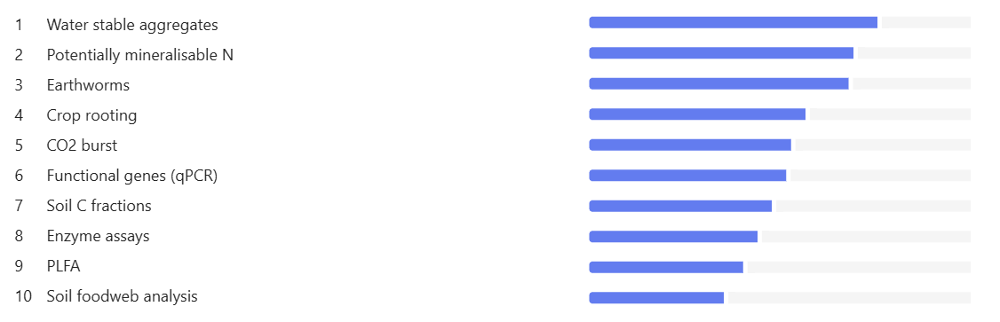 1 Water stable aggregates
2 Potentially mineralisable N
3 Earthworms
4 Crop rooting
5 CO2 burst
6 Functional genes (qPCR)
7 Soil C fractions
8 Enzyme assays
9 PLFA
10 Soil foodweb analysis